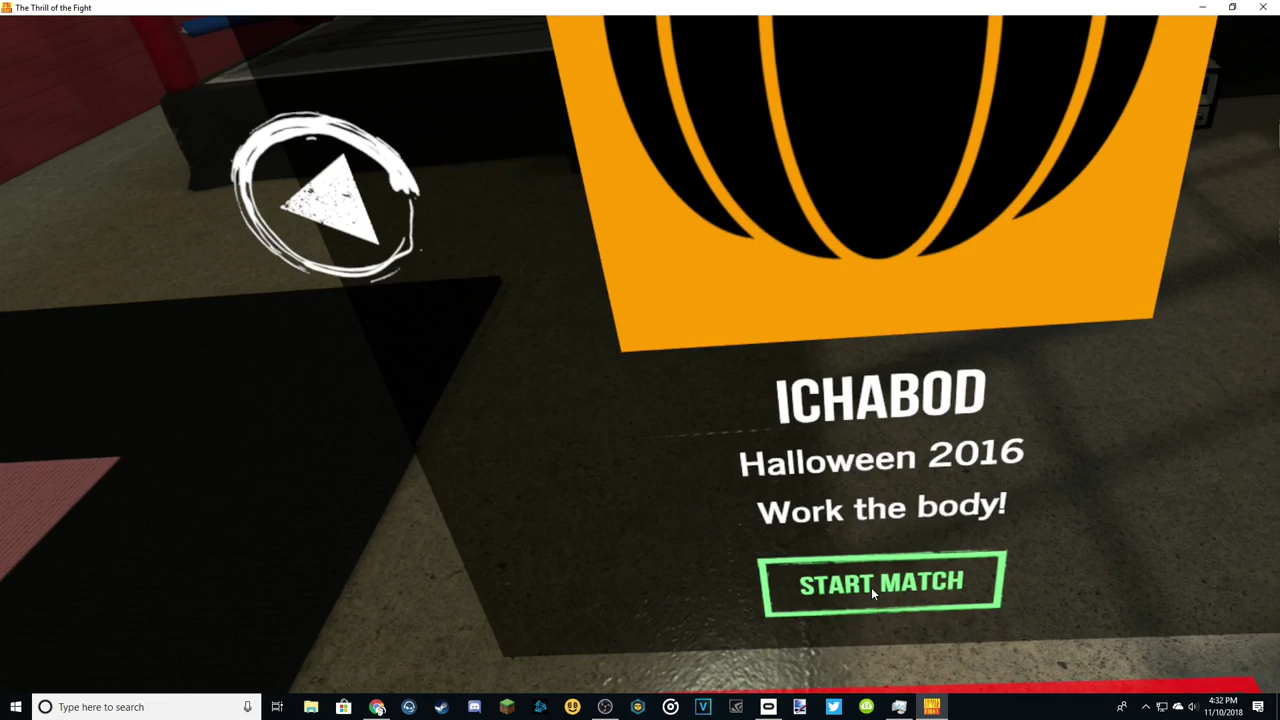 The Thrill of the Fight
ICHABOD
Halloween 2016
Work the body!
START MATCH
Type here to search
4:32 PM
11/10/2018